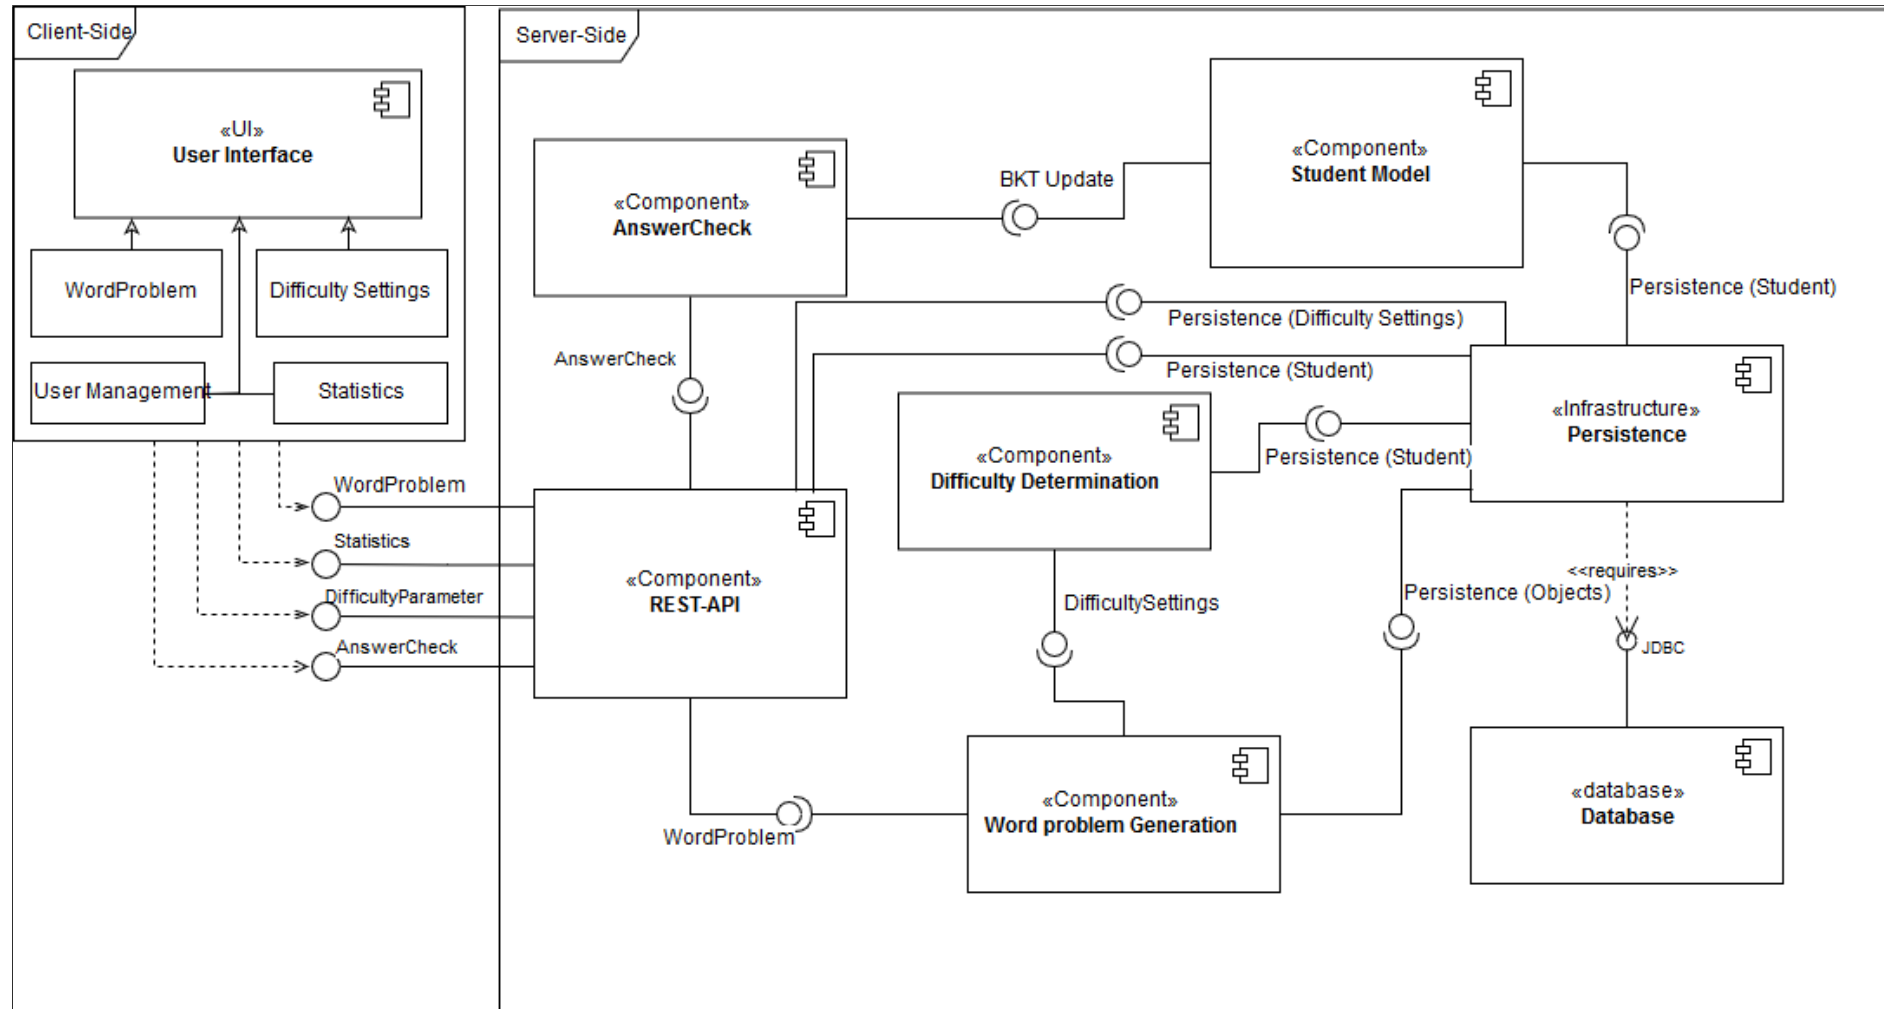 Client-Side
«UI»
User Interface
WordProblem
Difficulty Settings
User Management
Statistics
Server-Side
«Component»
AnswerCheck
BKT Update
«Component»
Student Model
Persistence (Student)
Persistence (Difficulty Settings)
Persistence (Student)
AnswerCheck
«Component»
Difficulty Determination
Persistence (Student)
«Infrastructure»
Persistence
WordProblem
Statistics
DifficultyParameter
AnswerCheck
«Component»
REST-API
DifficultySettings
Persistence (Objects)
<<requires>>
JDBC
WordProblem
«Component»
Word problem Generation
«database»
Database